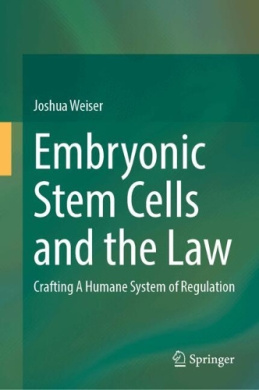 Joshua Weiser
Embryonic
Stem Cells
and the Law
Crafting A Humane System of Regulation
Springer